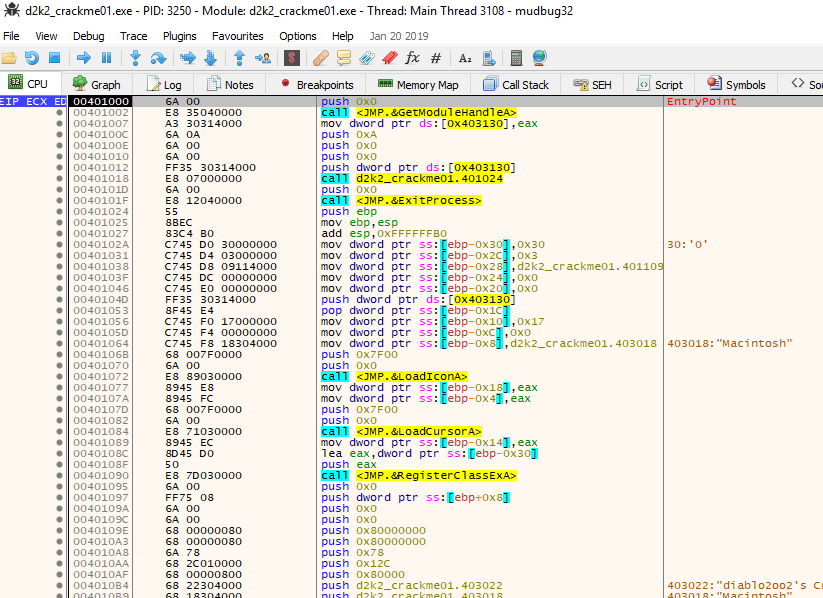 d2k2_crackme01.exe - PID: 3250 - Module: d2k2_crackme01.exe - Thread: Main Thread 3108 - mudbug32
File View Debug Trace Plugins Favourites Options Help Jan 20 2019
CPU Graph Log Notes Breakpoints Memory Map Call Stack SEH Script Symbols <> Sou
EIP ECX ED 00401000 6A 00 push 0x0 EntryPoint
00401002 E8 35040000 call <JMP.&GetModuleHandleA>
00401007 A3 30314000 mov dword ptr ds:[0x403130],eax
0040100C 6A 0A push 0xA
0040100E 6A 00 push 0x0
00401010 6A 00 push 0x0
00401012 FF35 30314000 push dword ptr ds:[0x403130]
00401018 E8 07000000 call d2k2_crackme01.401024
0040101D 6A 00 push 0x0
0040101F E8 12040000 call <JMP.&ExitProcess>
00401024 55 push ebp
00401025 8BEC mov ebp,esp
00401027 83C4 B0 add esp,0xFFFFFFB0
0040102A C745 D0 30000000 mov dword ptr ss:[ebp-0x30],0x30 30:'0'
00401031 C745 D4 03000000 mov dword ptr ss:[ebp-0x2C],0x3
00401038 C745 D8 09114000 mov dword ptr ss:[ebp-0x28],d2k2_crackme01.401109
0040103F C745 DC 00000000 mov dword ptr ss:[ebp-0x24],0x0
00401046 C745 E0 00000000 mov dword ptr ss:[ebp-0x20],0x0
0040104D FF35 30314000 push dword ptr ds:[0x403130]
00401053 8F45 E4 pop dword ptr ss:[ebp-0x1C]
00401056 C745 F0 17000000 mov dword ptr ss:[ebp-0x10],0x17
0040105D C745 F4 00000000 mov dword ptr ss:[ebp-0xC],0x0
00401064 C745 F8 18304000 mov dword ptr ss:[ebp-0x8],d2k2_crackme01.403018 403018:"Macintosh"
0040106B 68 007F0000 push 0x7F00
00401070 6A 00 push 0x0
00401072 E8 89030000 call <JMP.&LoadIconA>
00401077 8945 E8 mov dword ptr ss:[ebp-0x18],eax
0040107A 8945 FC mov dword ptr ss:[ebp-0x4],eax
0040107D 68 007F0000 push 0x7F00
00401082 6A 00 push 0x0
00401084 E8 71030000 call <JMP.&LoadCursorA>
00401089 8945 EC mov dword ptr ss:[ebp-0x14],eax
0040108C 8D45 D0 lea eax,dword ptr ss:[ebp-0x30]
0040108F 50 push eax
00401090 E8 7D030000 call <JMP.&RegisterClassExA>
00401095 6A 00 push 0x0
00401097 FF75 08 push dword ptr ss:[ebp+0x8]
0040109A 6A 00 push 0x0
0040109C 6A 00 push 0x0
0040109E 68 00000080 push 0x80000000
004010A3 68 00000080 push 0x80000000
004010A8 6A 78 push 0x78
004010AA 68 2C010000 push 0x12C
004010AF 68 00000800 push 0x80000
004010B4 68 22304000 push d2k2_crackme01.403022 403022:"diablo2oo2's Cr
004010B9 68 18304000 push d2k2_crackme01.403018 403018:"Macintosh"